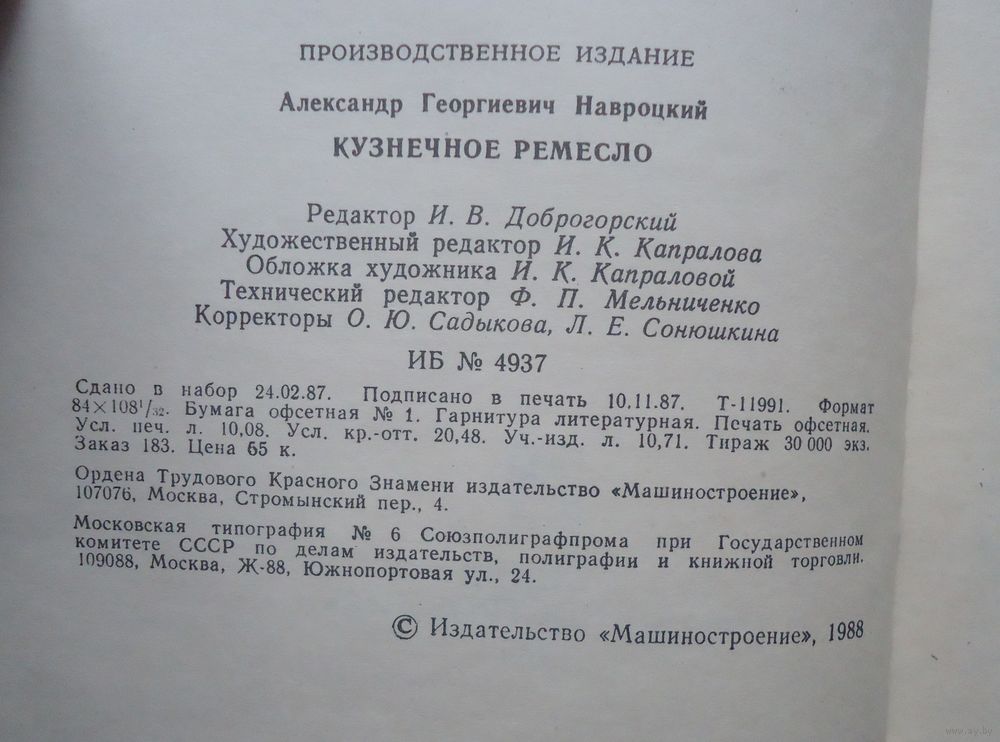 ПРОИЗВОДСТВЕННОЕ ИЗДАНИЕ
Александр Георгиевич Навроцкий
КУЗНЕЧНОЕ РЕМЕСЛО
Редактор И. В. Доброгорский
Художественный редактор И. К. Капралова
Обложка художника И. К. Капраловой
Технический редактор Ф. П. Мельниченко
Корректоры О. Ю. Садыкова, Л. Е. Сонюшкина
ИБ № 4937
Сдано в набор 24.02.87. Подписано в печать 10.11.87. Т-11991. Формат
84×108¹/₃₂. Бумага офсетная № 1. Гарнитура литературная. Печать офсетная.
Усл. печ. л. 10,08. Усл. кр.-отт. 20,48. Уч.-изд. л. 10,71. Тираж 30 000 экз.
Заказ 183. Цена 65 к.
Ордена Трудового Красного Знамени издательство «Машиностроение»,
107076, Москва, Стромынский пер., 4.
Московская типография № 6 Союзполиграфпрома при Государственном
комитете СССР по делам издательств, полиграфии и книжной торговли.
109088, Москва, Ж-88, Южнопортовая ул., 24.
© Издательство «Машиностроение», 1988
www.ay.by